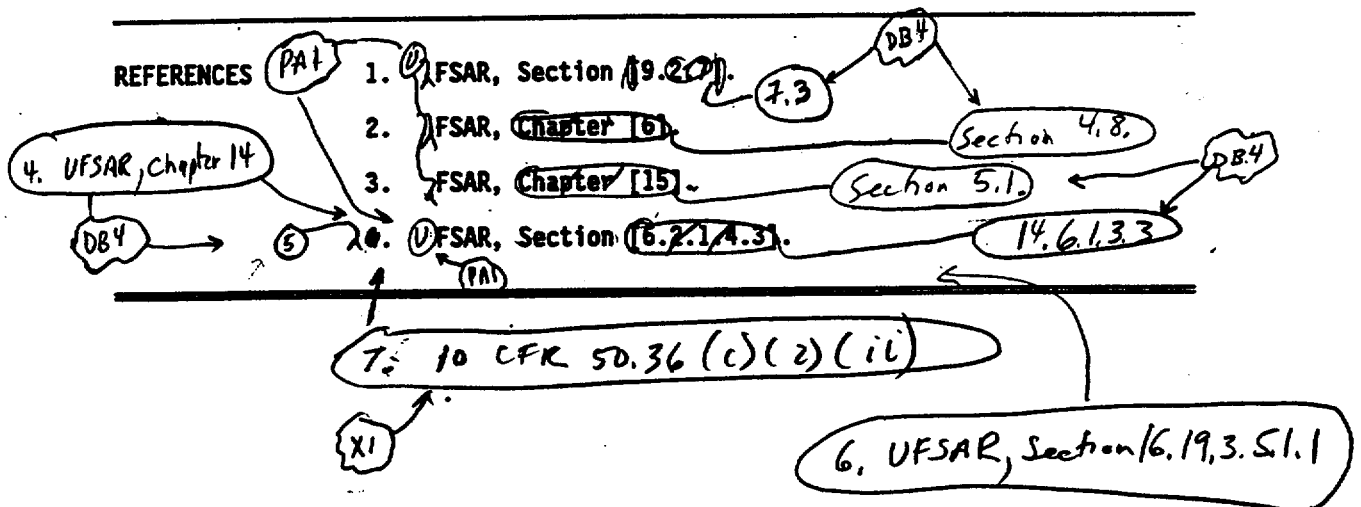 DB4
REFERENCES PA1 1. U FSAR, Section [9.2.
7.3
2. FSAR, Chapter [6]. Section 4.8.
4. UFSAR, Chapter 14
3. FSAR, Chapter [15]. Section 5.1. DB.4
DB4 5 4. U FSAR, Section [6.2.1.4.3]. 14.6.1.3.3
PA1
7. 10 CFR 50.36 (c)(2)(ii)
X1
6. UFSAR, Section 16.19.3.5.1.1